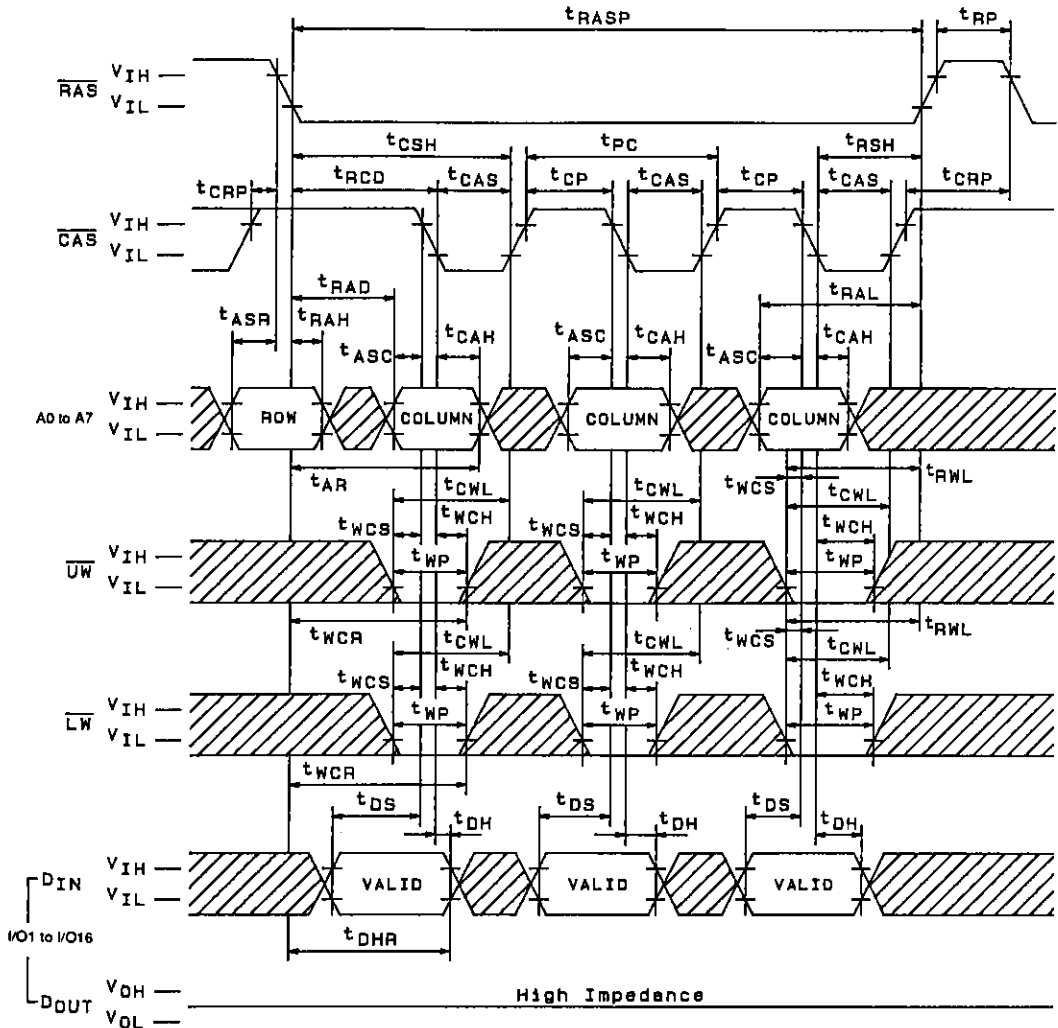 tRASP tRP
RAS VIH
VIL
tCSH tPC tRSH
tCRP tRCD tCAS tCP tCAS tCP tCAS tCRP
CAS VIH
VIL
tRAD tRAL
tASR tRAH tASC tCAH tASC tCAH tASC tCAH
A0 to A7 VIH
VIL
ROW COLUMN COLUMN COLUMN
tAR tCWL tCWL tWCS tRWL
tCWL
tWCS tWCH tWCS tWCH tWCH
UW VIH
VIL
tWP tWP tWP
tWCR tCWL tCWL tWCS tRWL
tCWL
tWCS tWCH tWCS tWCH tWCH
LW VIH
VIL
tWP tWP tWP
tWCR
tDS tDH tDS tDH tDS tDH
DIN VIH
VIL
VALID VALID VALID
I/O1 to I/O16
tDHR
DOUT VOH
VOL
High Impedance